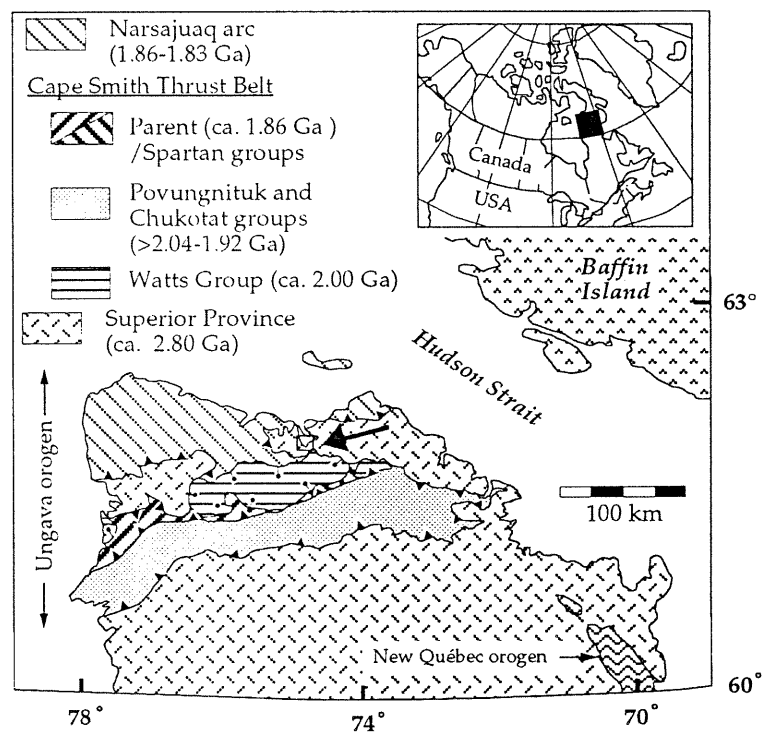 Narsajuaq arc
(1.86-1.83 Ga)
Cape Smith Thrust Belt
Parent (ca. 1.86 Ga )
/Spartan groups
Povungnituk and
Chukotat groups
(>2.04-1.92 Ga)
Watts Group (ca. 2.00 Ga)
Superior Province
(ca. 2.80 Ga)
Canada
USA
Baffin
Island
63°
Hudson Strait
Ungava orogen
100 km
New Québec orogen
60°
78°
74°
70°